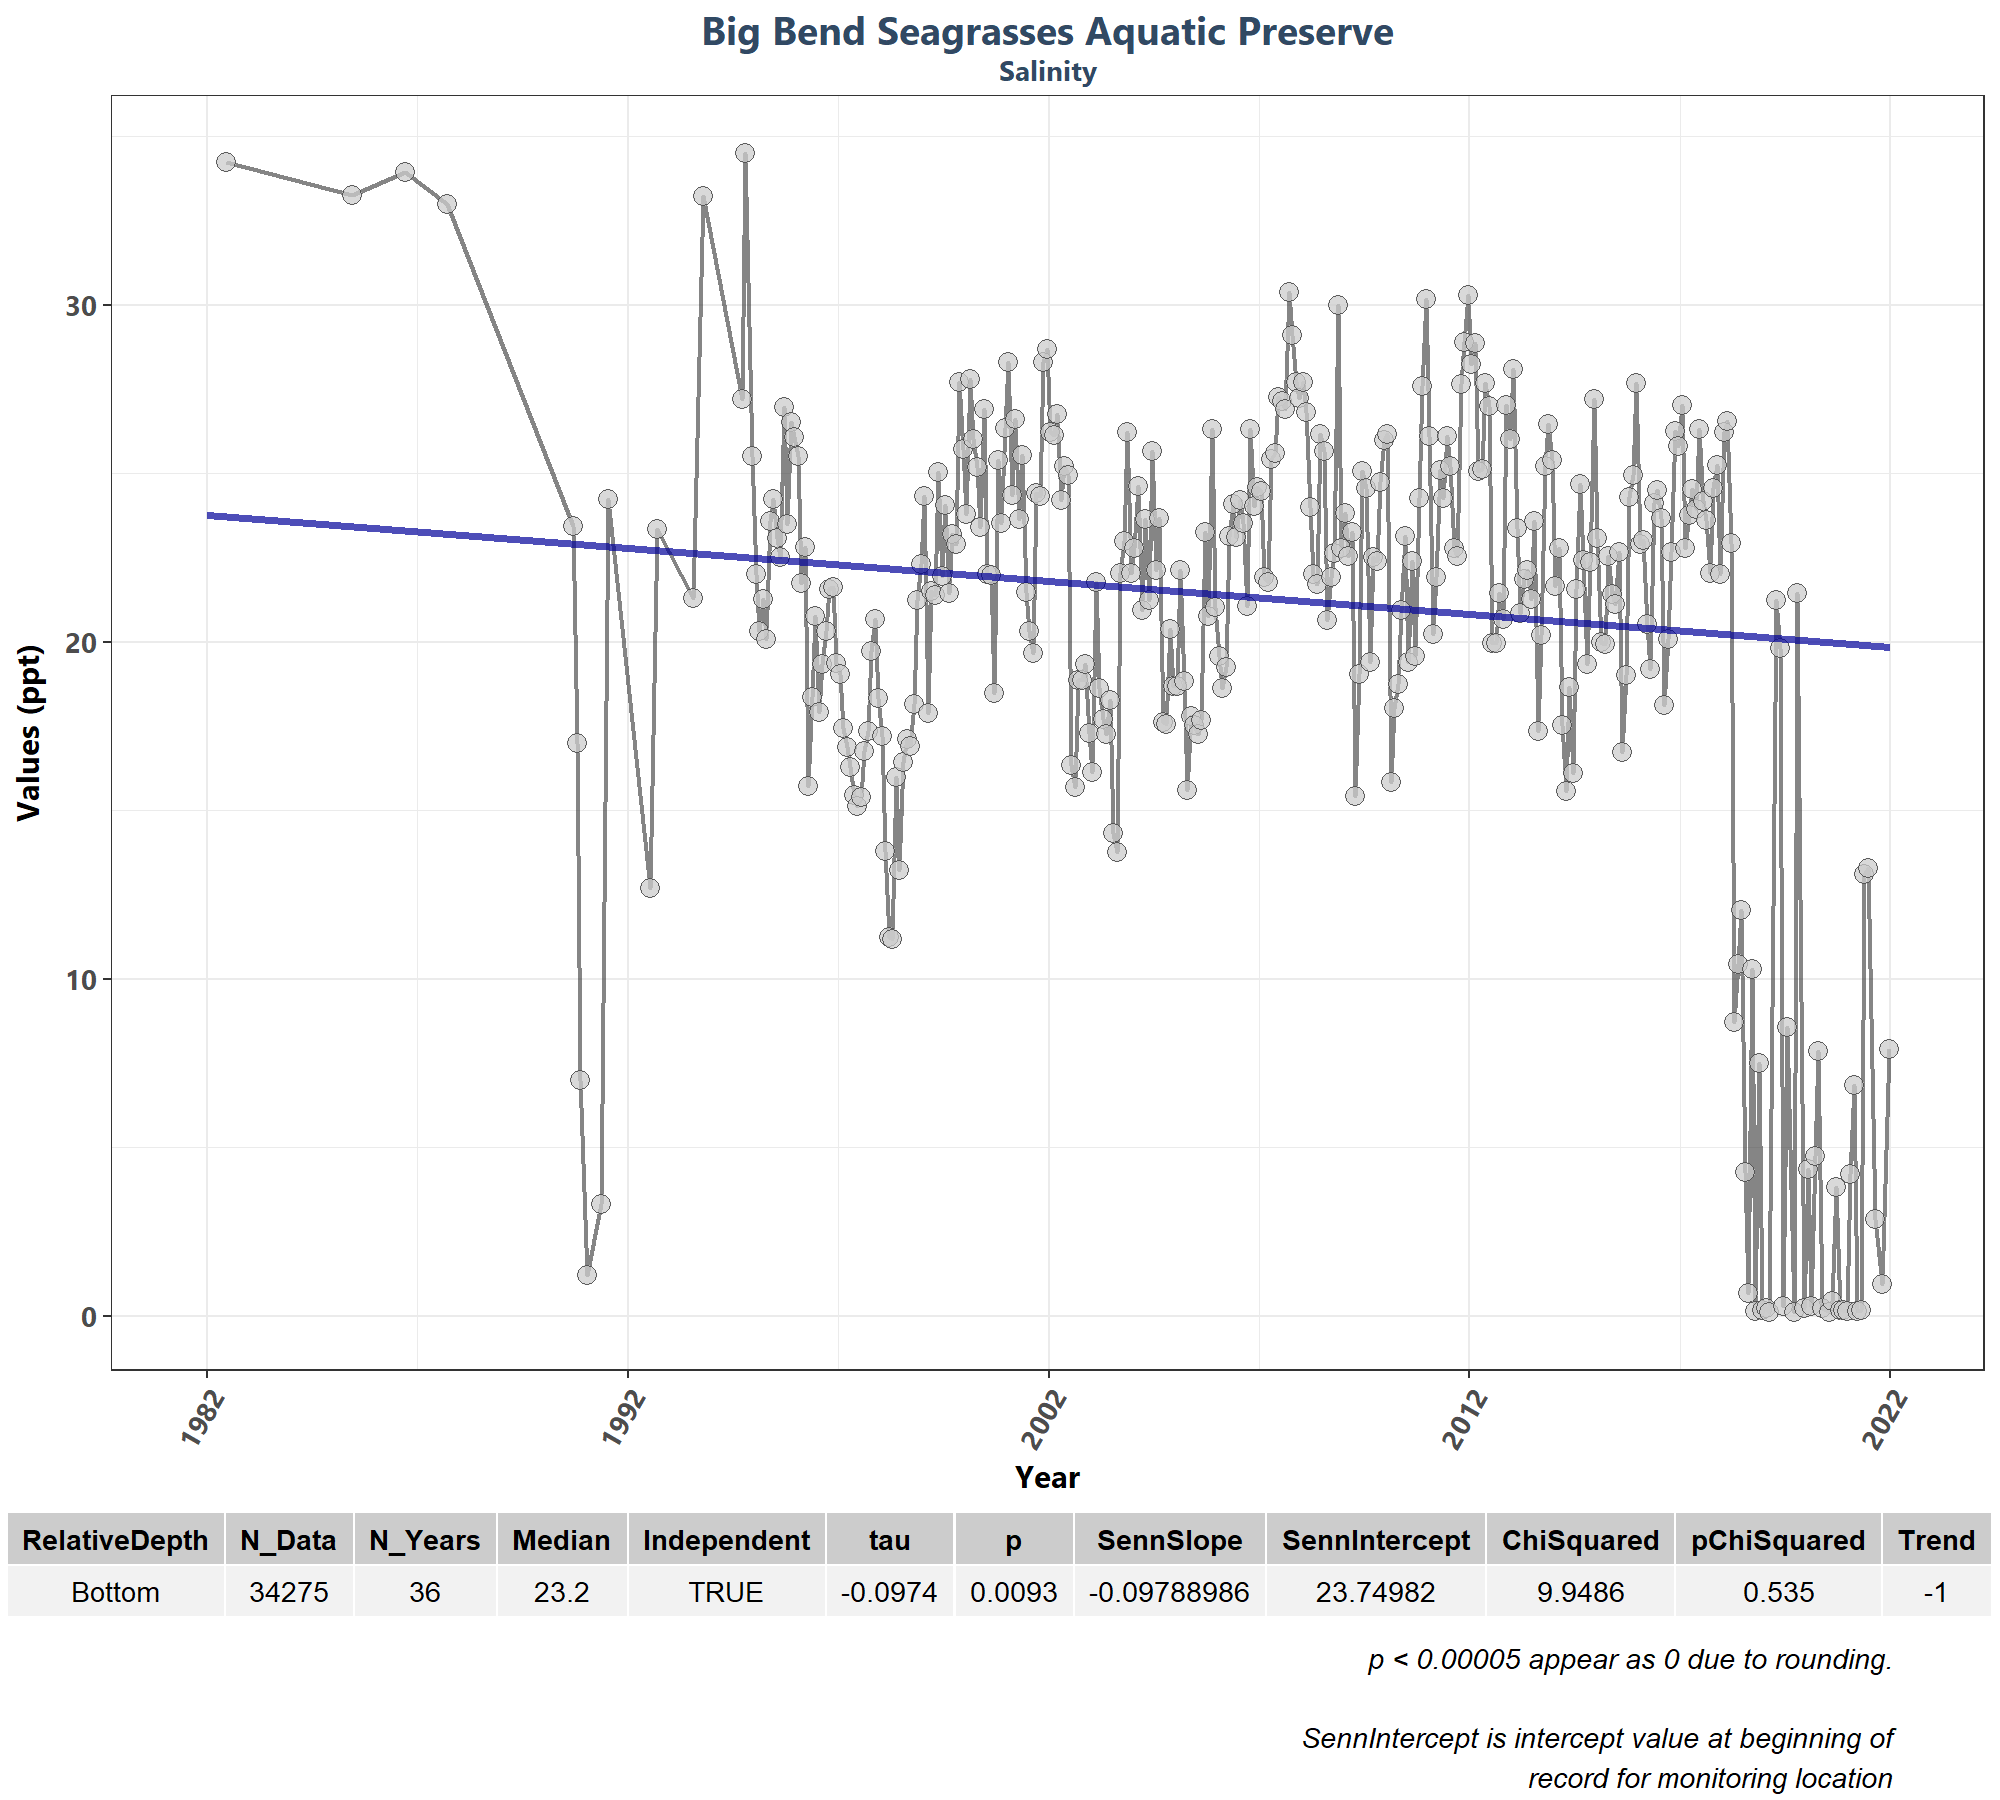 Big Bend Seagrasses Aquatic Preserve
Salinity
Values (ppt)
30
20
10
0
1982 1992 2002 2012 2022
Year
RelativeDepth N_Data N_Years Median Independent tau p SennSlope SennIntercept ChiSquared pChiSquared Trend
Bottom 34275 36 23.2 TRUE -0.0974 0.0093 -0.09788986 23.74982 9.9486 0.535 -1
p < 0.00005 appear as 0 due to rounding.
SennIntercept is intercept value at beginning of
record for monitoring location